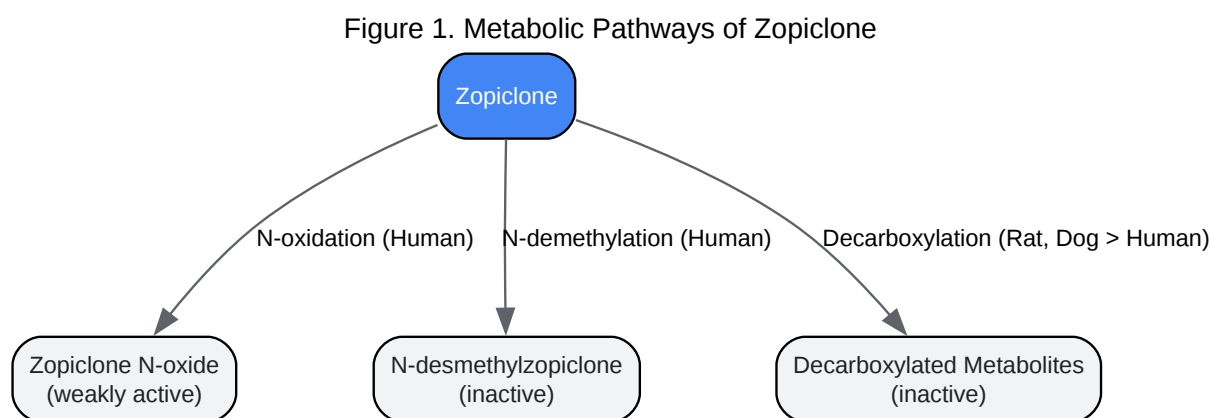 Figure 1. Metabolic Pathways of Zopiclone
Zopiclone
N-oxidation (Human)
N-demethylation (Human)
Decarboxylation (Rat, Dog > Human)
Zopiclone N-oxide
(weakly active)
N-desmethylzopiclone
(inactive)
Decarboxylated Metabolites
(inactive)